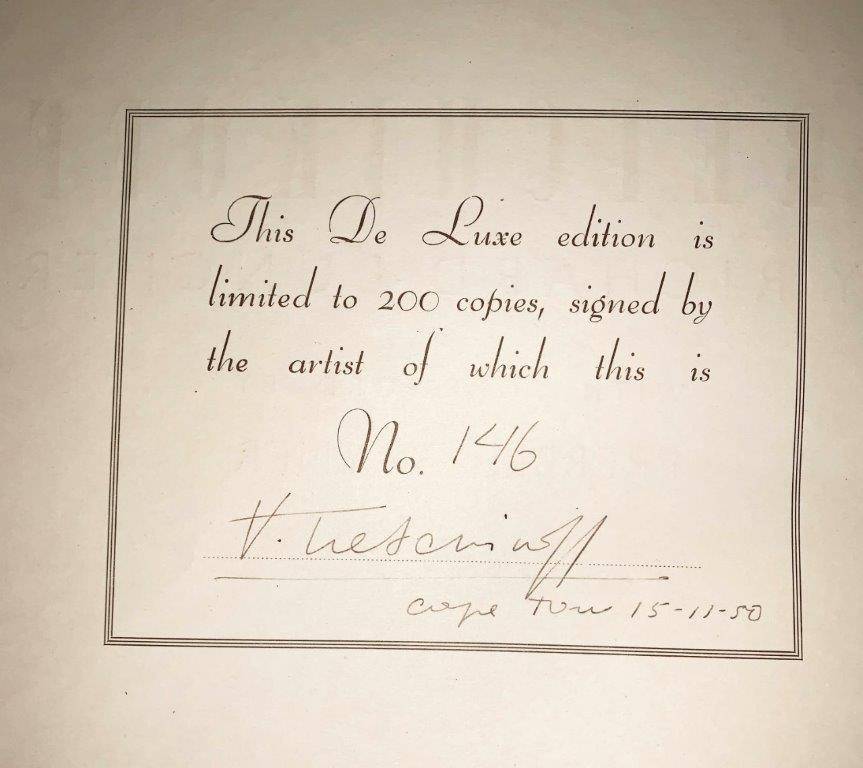 This De Luxe edition is
limited to 200 copies, signed by
the artist of which this is
No. 146
V. Tretchikoff
Cape Town 15-11-50